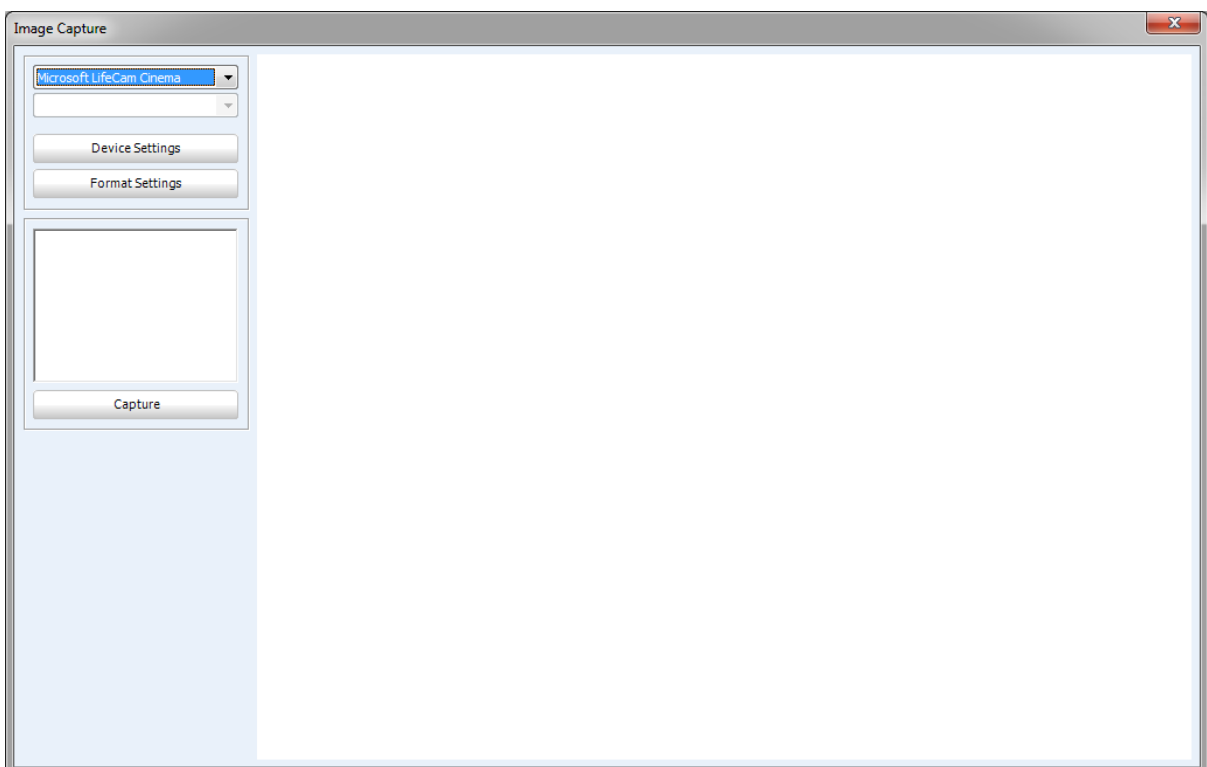 Image Capture
Microsoft LifeCam Cinema
Device Settings
Format Settings
Capture